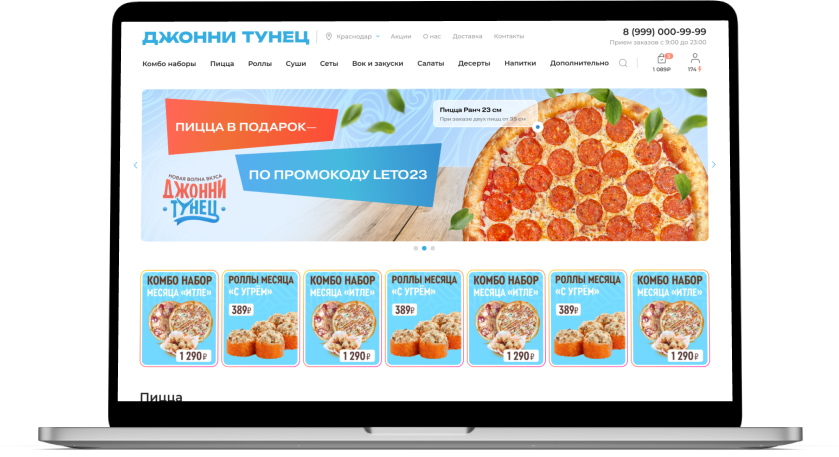 ДЖОННИ ТУНЕЦ
Краснодар
Акции
О нас
Доставка
Контакты
8 (999) 000-99-99
Прием заказов с 9:00 до 23:00
Комбо наборы
Пицца
Роллы
Суши
Сеты
Вок и закуски
Салаты
Десерты
Напитки
Дополнительно
1 089₽
174
ПИЦЦА В ПОДАРОК—
ПО ПРОМОКОДУ LETO23
Пицца Ранч 23 см
При заказе двух пицц от 35 см
НОВАЯ ВОЛНА ВКУСА
ДЖОННИ
ТУНЕЦ
КОМБО НАБОР
МЕСЯЦА «ИТЛЕ»
1 290₽
РОЛЛЫ МЕСЯЦА
«С УГРЕМ»
389₽
КОМБО НАБОР
МЕСЯЦА «ИТЛЕ»
1 290₽
РОЛЛЫ МЕСЯЦА
«С УГРЕМ»
389₽
КОМБО НАБОР
МЕСЯЦА «ИТЛЕ»
1 290₽
РОЛЛЫ МЕСЯЦА
«С УГРЕМ»
389₽
КОМБО НАБОР
МЕСЯЦА «ИТЛЕ»
1 290₽
Пицца